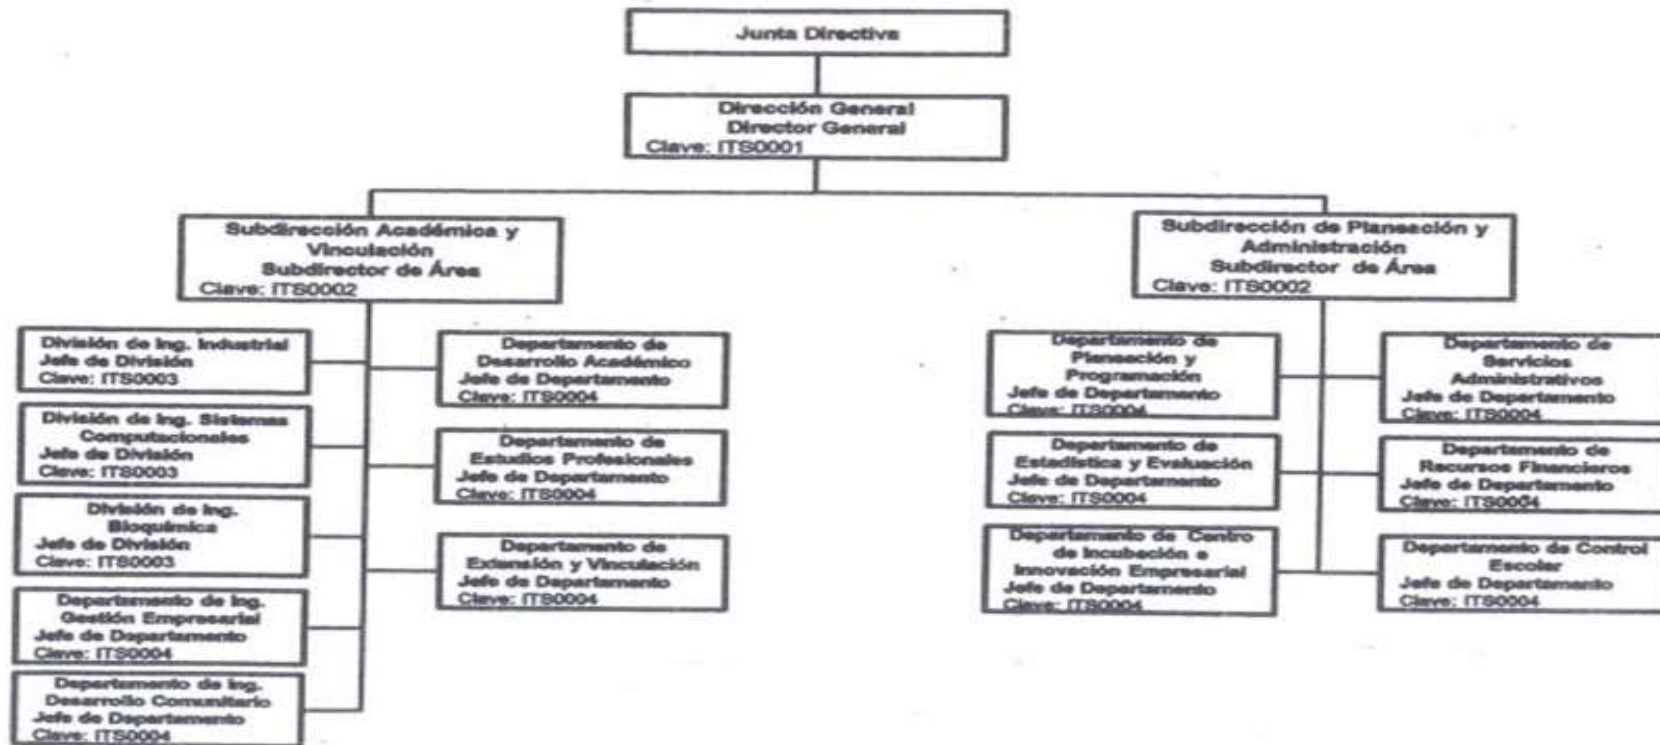 Junta Directiva
Dirección General
Director General
Clave: ITS0001
Subdirección Académica y
Vinculación
Subdirector de Área
Clave: ITS0002
Subdirección de Planeación y
Administración
Subdirector de Área
Clave: ITS0002
División de Ing. Industrial
Jefe de División
Clave: ITS0003
División de Ing. Sistemas
Computacionales
Jefe de División
Clave: ITS0003
División de Ing.
Bioquímica
Jefe de División
Clave: ITS0003
Departamento de Ing.
Gestión Empresarial
Jefe de Departamento
Clave: ITS0004
Departamento de Ing.
Desarrollo Comunitario
Jefe de Departamento
Clave: ITS0004
Departamento de
Desarrollo Académico
Jefe de Departamento
Clave: ITS0004
Departamento de
Estudios Profesionales
Jefe de Departamento
Clave: ITS0004
Departamento de
Extensión y Vinculación
Jefe de Departamento
Clave: ITS0004
Departamento de
Planeación y
Programación
Jefe de Departamento
Clave: ITS0004
Departamento de
Estadística y Evaluación
Jefe de Departamento
Clave: ITS0004
Departamento de Centro
de Incubación e
Innovación Empresarial
Jefe de Departamento
Clave: ITS0004
Departamento de
Servicios
Administrativos
Jefe de Departamento
Clave: ITS0004
Departamento de
Recursos Financieros
Jefe de Departamento
Clave: ITS0004
Departamento de Control
Escolar
Jefe de Departamento
Clave: ITS0004